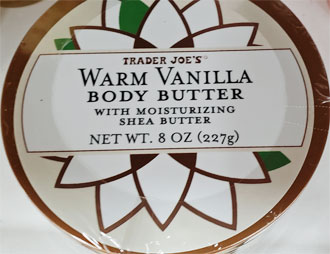 TRADER JOE'S®
WARM VANILLA
BODY BUTTER
WITH MOISTURIZING
SHEA BUTTER
NET WT. 8 OZ (227g)